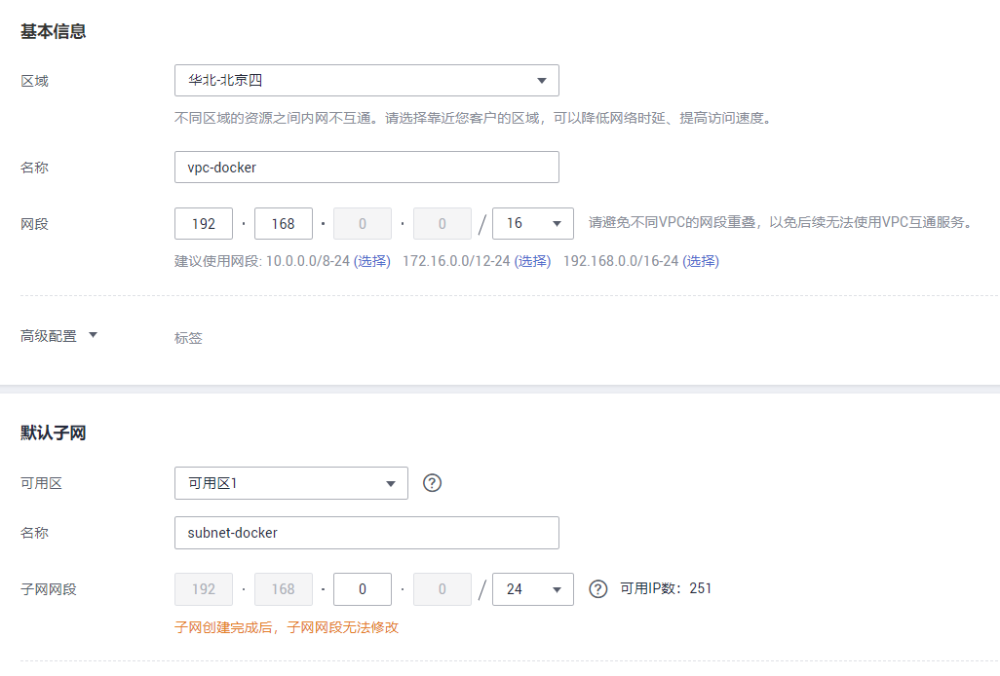 基本信息
区域 华北-北京四
不同区域的资源之间内网不互通。请选择靠近您客户的区域，可以降低网络时延、提高访问速度。
名称 vpc-docker
网段 192 · 168 · 0 · 0 / 16 请避免不同VPC的网段重叠，以免后续无法使用VPC互通服务。
建议使用网段: 10.0.0.0/8-24 (选择) 172.16.0.0/12-24 (选择) 192.168.0.0/16-24 (选择)
高级配置 标签
默认子网
可用区 可用区1 ?
名称 subnet-docker
子网网段 192 · 168 · 0 · 0 / 24 ? 可用IP数：251
子网创建完成后，子网网段无法修改